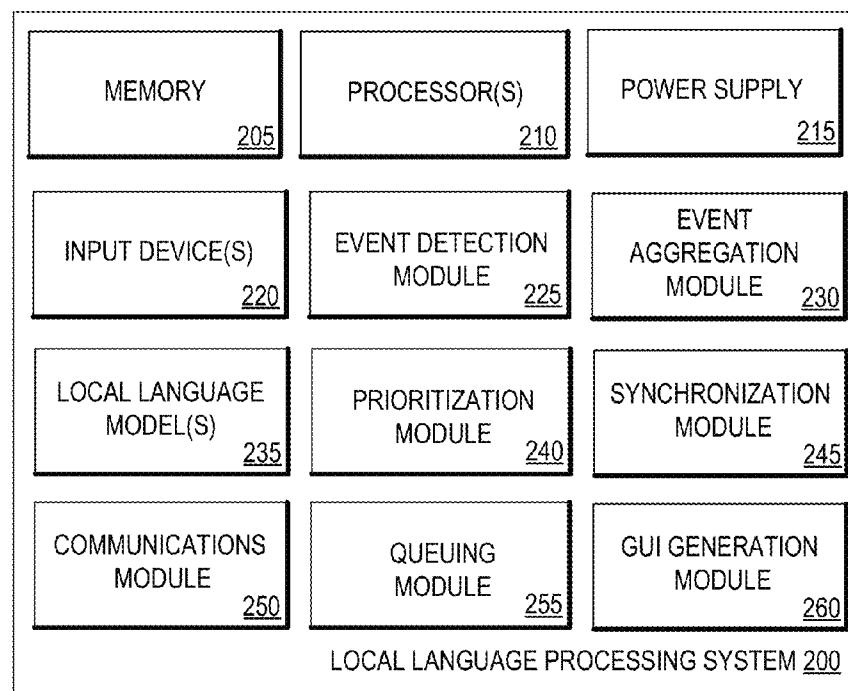 MEMORY
205
PROCESSOR(S)
210
POWER SUPPLY
215
INPUT DEVICE(S)
220
EVENT DETECTION
MODULE
225
EVENT
AGGREGATION
MODULE
230
LOCAL LANGUAGE
MODEL(S)
235
PRIORITIZATION
MODULE
240
SYNCHRONIZATION
MODULE
245
COMMUNICATIONS
MODULE
250
QUEUING
MODULE
255
GUI GENERATION
MODULE
260
LOCAL LANGUAGE PROCESSING SYSTEM 200